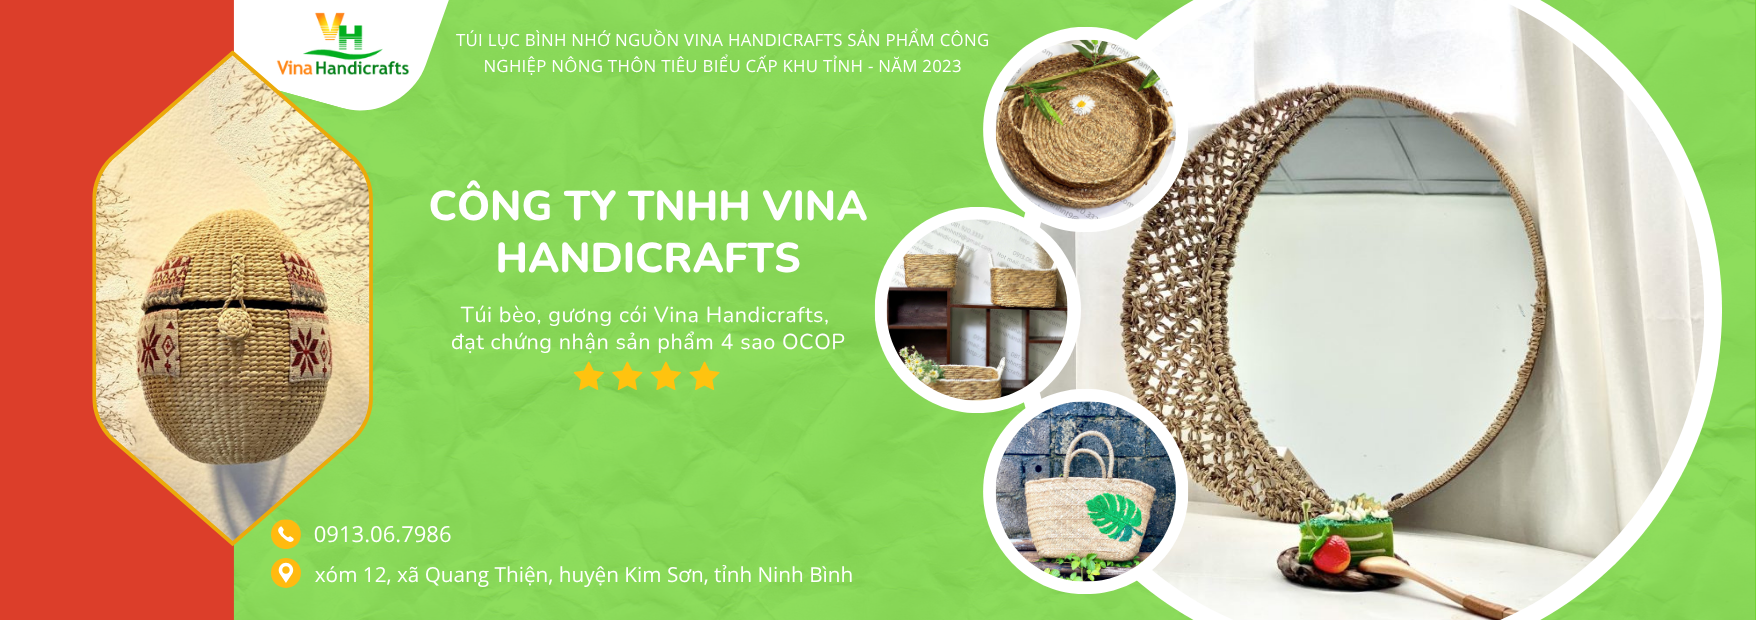 VH
Vina Handicrafts
TÚI LỤC BÌNH NHỚ NGUỒN VINA HANDICRAFTS SẢN PHẨM CÔNG
NGHIỆP NÔNG THÔN TIÊU BIỂU CẤP KHU TỈNH - NĂM 2023
CÔNG TY TNHH VINA
HANDICRAFTS
Túi bèo, gương cói Vina Handicrafts,
đạt chứng nhận sản phẩm 4 sao OCOP
0913.06.7986
xóm 12, xã Quang Thiện, huyện Kim Sơn, tỉnh Ninh Bình